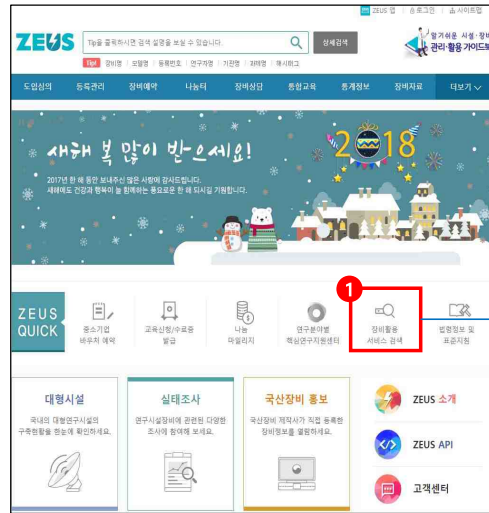 ZEUS 앱 로그인 사이트맵
ZEUS
Tip을 클릭하시면 검색 설명을 보실 수 있습니다.
상세검색
알기쉬운 시설·장비
관리·활용 가이드북
Tip! 장비명 모델명 등록번호 연구자명 기관명 과제명 해시태그
도입심의 등록관리 장비예약 나눔터 장비상담 통합교육 통계정보 장비자료 더보기
새해 복 많이 받으세요!
2018
2017년 한 해 동안 보내주신 많은 사랑에 감사드립니다.
새해에도 건강과 행복이 늘 함께하는 풍요로운 한 해 되시길 기원합니다.
1
ZEUS
QUICK
중소기업
바우처 예약
교육신청/수료증
발급
나눔
마일리지
연구분야별
핵심연구지원센터
장비활용
서비스 검색
법령정보 및
표준지침
대형시설
국내의 대형연구시설의
구축현황을 한눈에 확인하세요.
실태조사
연구시설장비에 관련된 다양한
조사에 참여해 보세요.
국산장비 홍보
국산장비 제작사가 직접 등록한
장비정보를 열람하세요.
ZEUS 소개
ZEUS API
고객센터